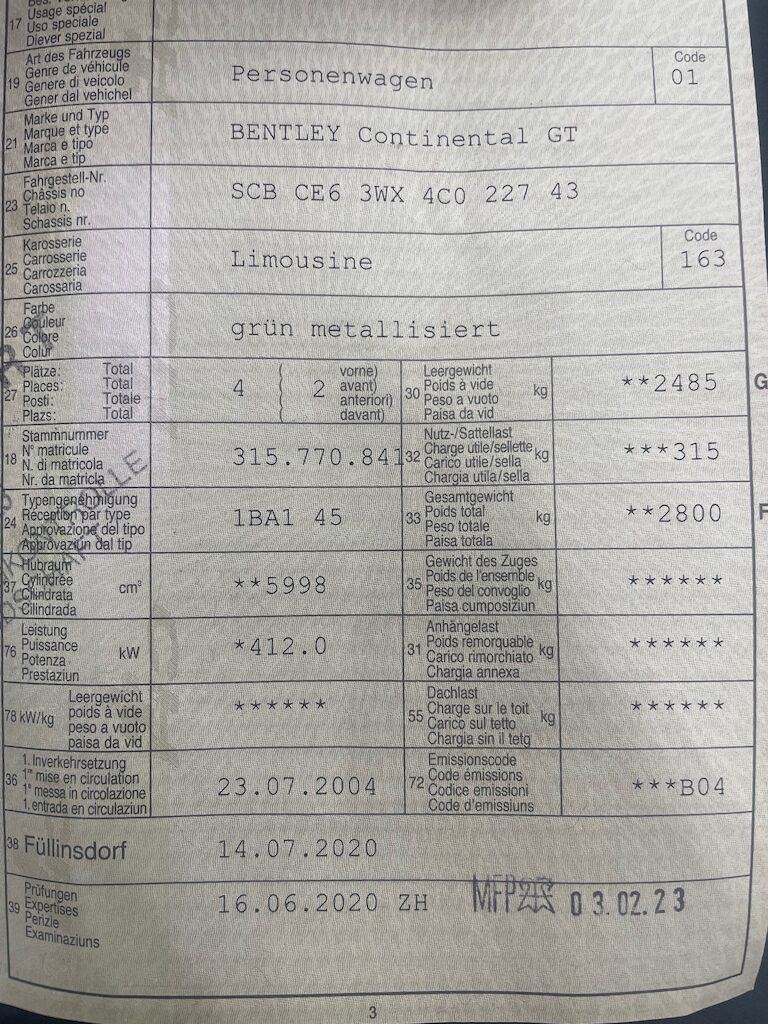 17 Usage spécial
Uso speciale
Diever spezial
19 Art des Fahrzeugs
Genre de véhicule
Genere di veicolo
Gener dal vehichel
Personenwagen
Code
01
21 Marke und Typ
Marque et type
Marca e tipo
Marca e tip
BENTLEY Continental GT
23 Fahrgestell-Nr.
Châssis no
Telaio n.
Schassis nr.
SCB CE6 3WX 4C0 227 43
25 Karosserie
Carrosserie
Carrozzeria
Carossaria
Limousine
Code
163
26 Farbe
Couleur
Colore
Colur
grün metallisiert
27 Plätze: Total
Places: Total
Posti: Totale
Plazs: Total
4 ( 2 vorne)
avant)
anteriori)
davant)
30 Leergewicht
Poids à vide
Peso a vuoto
Paisa da vid
kg
**2485
G
18 Stammnummer
N° matricule
N. di matricola
Nr. da matricla
315.770.841
32 Nutz-/Sattellast
Charge utile/sellette
Carico utile/sella
Chargia utila/sella
kg
***315
24 Typengenehmigung
Réception par type
Approvazione del tipo
Approvaziun dal tip
1BA1 45
33 Gesamtgewicht
Poids total
Peso totale
Paisa totala
kg
**2800
F
37 Hubraum
Cylindrée
Cilindrata
Cilindrada
cm³
**5998
35 Gewicht des Zuges
Poids de l'ensemble
Peso del convoglio
Paisa cumposiziun
kg
******
76 Leistung
Puissance
Potenza
Prestaziun
kW
*412.0
31 Anhängelast
Poids remorquable
Carico rimorchiato
Chargia annexa
kg
******
78 kW/kg Leergewicht
poids à vide
peso a vuoto
paisa da vid
******
55 Dachlast
Charge sur le toit
Carico sul tetto
Chargia sin il tetg
kg
******
36 1. Inverkehrsetzung
1re mise en circulation
1a messa in circolazione
1. entrada en circulaziun
23.07.2004
72 Emissionscode
Code émissions
Codice emissioni
Code d'emissiuns
***B04
38 Füllinsdorf
14.07.2020
39 Prüfungen
Expertises
Perizie
Examinaziuns
16.06.2020 ZH
MFP
03.02.23
3